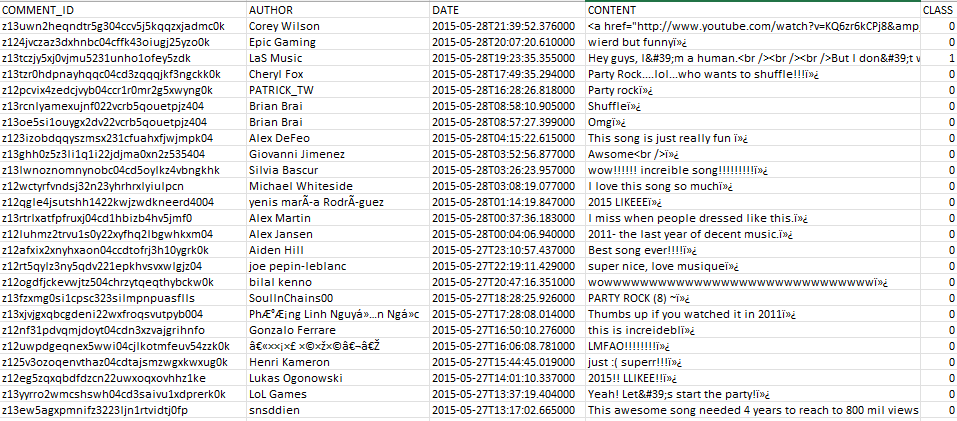 COMMENT_ID AUTHOR DATE CONTENT CLASS
z13uwn2heqndtr5g304ccv5j5kqqzxjadmc0k Corey Wilson 2015-05-28T21:39:52.376000 <a href="http://www.youtube.com/watch?v=KQ6zr6kCPj8&amp 0
z124jvczaz3dxhnbc04cffk43oiugj25yzo0k Epic Gaming 2015-05-28T20:07:20.610000 wierd but funnyï»¿ 0
z13tczjy5xj0vjmu5231unho1ofey5zdk LaS Music 2015-05-28T19:23:35.355000 Hey guys, I&#39;m a human.<br /><br /><br />But I don&#39;t w 1
z13tzr0hdpnayhqqc04cd3zqqqjkf3ngckk0k Cheryl Fox 2015-05-28T17:49:35.294000 Party Rock....lol...who wants to shuffle!!!ï»¿ 0
z12pcvix4zedcjvyb04ccr1r0mr2g5xwyng0k PATRICK_TW 2015-05-28T16:28:26.818000 Party rockï»¿ 0
z13rcnlyamexujnf022vcrb5qouetpjz404 Brian Brai 2015-05-28T08:58:10.905000 Shuffleï»¿ 0
z13oe5si1ouygx2dv22vcrb5qouetpjz404 Brian Brai 2015-05-28T08:57:27.399000 Omgï»¿ 0
z123izobdqqyszmsx231cfuahxfjwjmpk04 Alex DeFeo 2015-05-28T04:15:22.615000 This song is just really fun ï»¿ 0
z13ghh0z5z3li1q1i22jdjma0xn2z535404 Giovanni Jimenez 2015-05-28T03:52:56.877000 Awsome<br />ï»¿ 0
z13lwnoznomnynobc04cd5oylkz4vbngkhk Silvia Bascur 2015-05-28T03:26:23.957000 wow!!!!!! increible song!!!!!!!!!ï»¿ 0
z12wctyrfvndsj32n23yhrhrxlyiulpcn Michael Whiteside 2015-05-28T03:08:19.077000 I love this song so muchï»¿ 0
z12qgle4jsutshh1422kwjzwdkneerd4004 yenis marÃ-a RodrÃ-guez 2015-05-28T01:14:19.847000 2015 LIKEEEï»¿ 0
z13rtrlxatfpfruxj04cd1hbizb4hv5jmf0 Alex Martin 2015-05-28T00:37:36.183000 I miss when people dressed like this.ï»¿ 0
z12luhmz2trvu1s0y22xyfhq2lbgwhkxm04 Alex Jansen 2015-05-28T00:04:06.940000 2011- the last year of decent music.ï»¿ 0
z12afxix2xnyhxaon04ccdtofrj3h10ygrk0k Aiden Hill 2015-05-27T23:10:57.437000 Best song ever!!!!ï»¿ 0
z12rt5qylz3ny5qdv221epkhvsvxwlgjz04 joe pepin-leblanc 2015-05-27T22:19:11.429000 super nice, love musiqueï»¿ 0
z12ogdfjckevwjtz504chrzytqeqthybckw0k bilal kenno 2015-05-27T20:47:16.351000 wowwwwwwwwwwwwwwwwwwwwwwwwwwwwwwwï»¿ 0
z13fzxmg0si1cpsc323silmpnpuasflls SoulInChains00 2015-05-27T18:28:25.926000 PARTY ROCK (8) ~ï»¿ 0
z13xjvjgxqbcgdeni22wxfroqsvutpyb004 PhÆ°Æ¡ng Linh Nguyá»…n Ngá»c 2015-05-27T17:28:08.014000 Thumbs up if you watched it in 2011ï»¿ 0
z12nf31pdvqmjdoyt04cdn3xzvajgrihnfo Gonzalo Ferrare 2015-05-27T16:50:10.276000 this is increideblï»¿ 0
z12uwpdgeqnex5wwi04cjlkotmfeuv54zzk0k 2015-05-27T16:06:08.781000 LMFAO!!!!!!!!ï»¿ 0
z125v3ozoqenvthaz04cdtajsmzwgxkwxug0k Henri Kameron 2015-05-27T15:44:45.019000 just :( superr!!!ï»¿ 0
z12eg5zqxqbdfdzcn22uwxoqxovhhz1ke Lukas Ogonowski 2015-05-27T14:01:10.337000 2015!! LLIKEE!!ï»¿ 0
z13yyrro2wmcshswh04cd3saivu1xdprerk0k LoL Games 2015-05-27T13:37:19.404000 Yeah! Let&#39;s start the party!ï»¿ 0
z13ew5agxpmnifz3223ljn1rtvidtj0fp snsddien 2015-05-27T13:17:02.665000 This awesome song needed 4 years to reach to 800 mil views 0